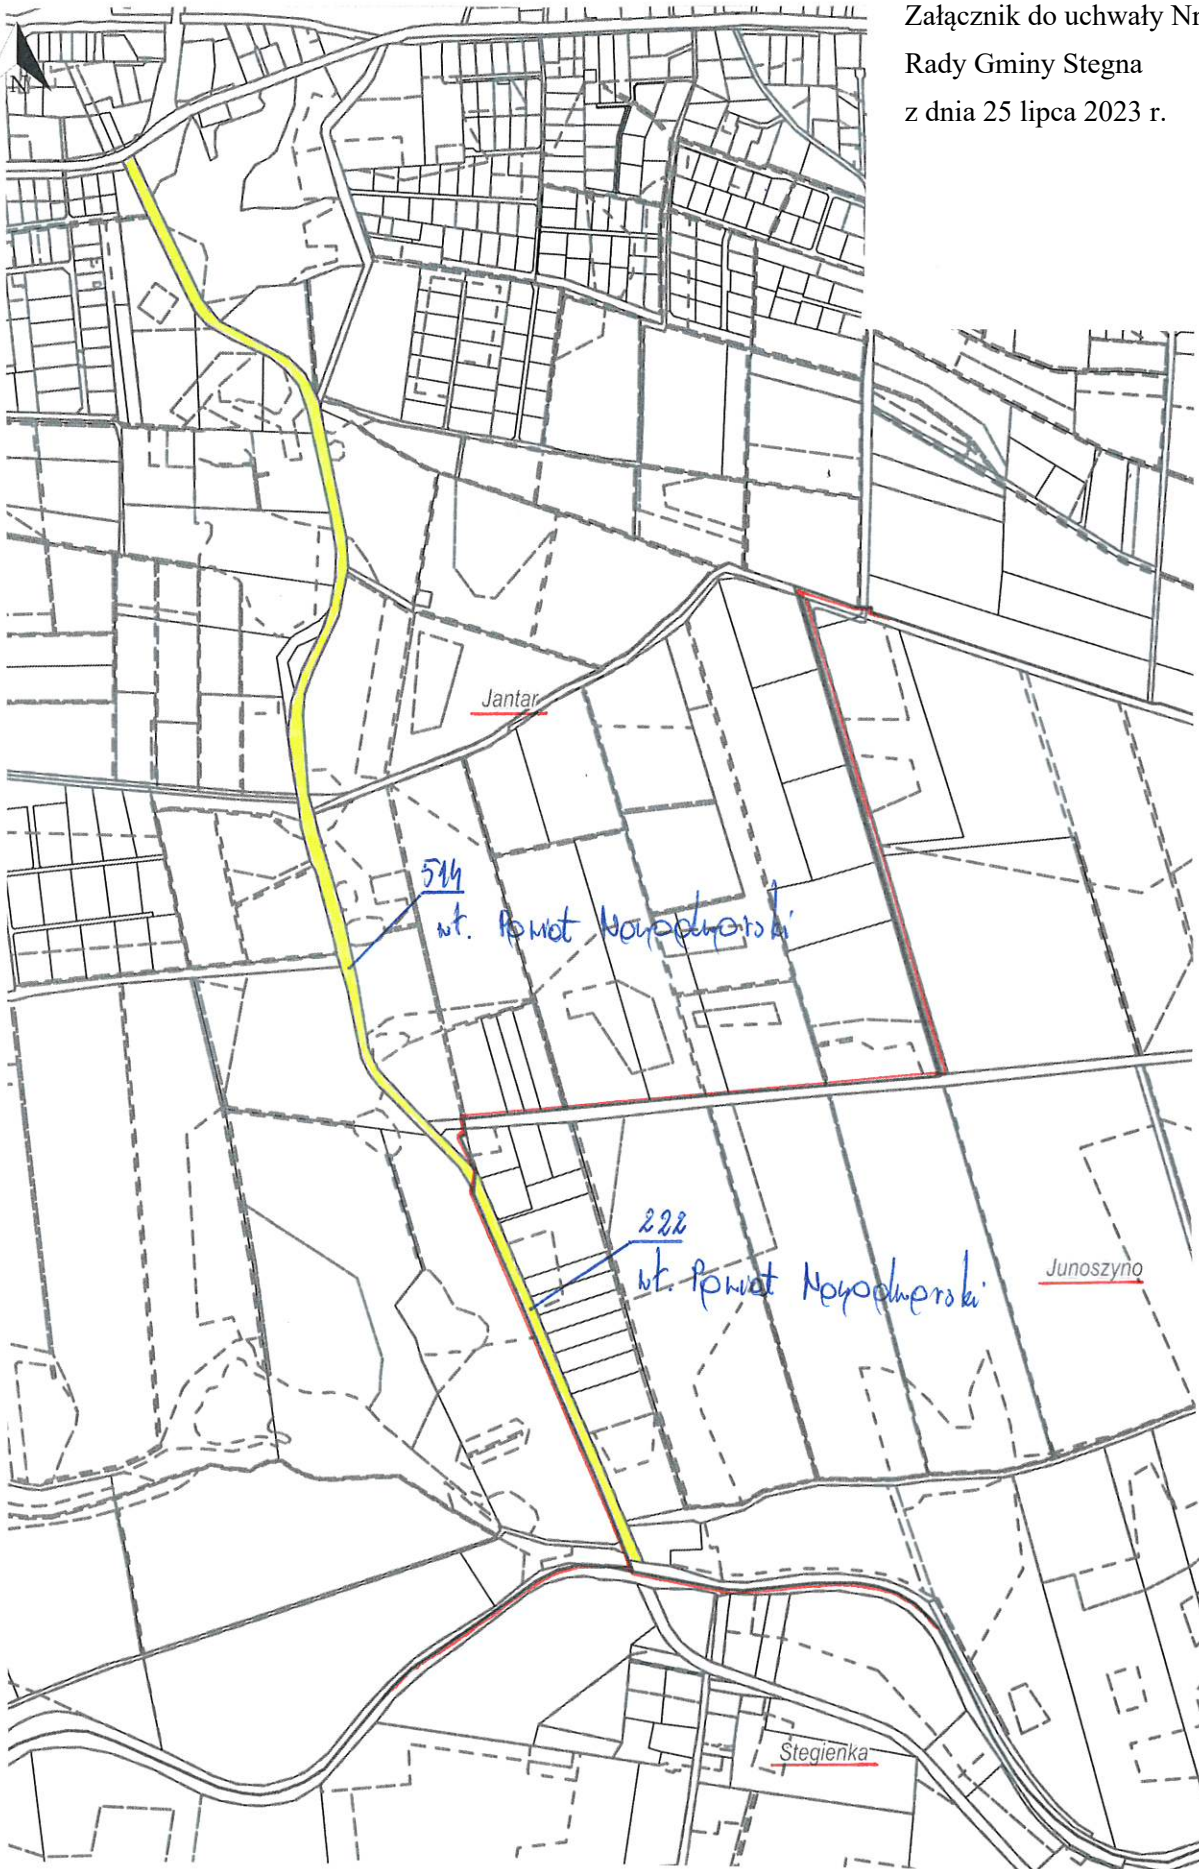 Załącznik do uchwały Nr
Rady Gminy Stegna
z dnia 25 lipca 2023 r.
N
Jantar
514
wł. Powiat Nowodworski
222
wł. Powiat Nowodworski
Junoszyno
Stegienka